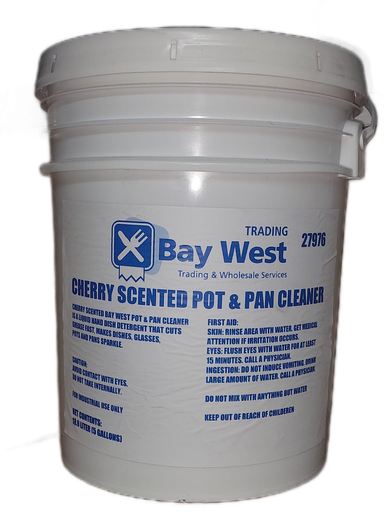 TRADING
27976
Bay West
Trading & Wholesale Services
CHERRY SCENTED POT & PAN CLEANER
CHERRY SCENTED BAY WEST POT & PAN CLEANER
IS A LIQUID HAND DISH DETERGENT THAT CUTS
GREASE FAST, MAKES DISHES, GLASSES,
POTS AND PANS SPARKLE.
CAUTION:
AVOID CONTACT WITH EYES.
DO NOT TAKE INTERNALLY.
FOR INDUSTRIAL USE ONLY
NET CONTENTS:
18.9 LITER (5 GALLONS)
FIRST AID:
SKIN: RINSE AREA WITH WATER. GET MEDICAL
ATTENTION IF IRRITATION OCCURS.
EYES: FLUSH EYES WITH WATER FOR AT LEAST
15 MINUTES. CALL A PHYSICIAN.
INGESTION: DO NOT INDUCE VOMITING, DRINK
LARGE AMOUNT OF WATER. CALL A PHYSICIAN.
DO NOT MIX WITH ANYTHING BUT WATER
KEEP OUT OF REACH OF CHILDEREN